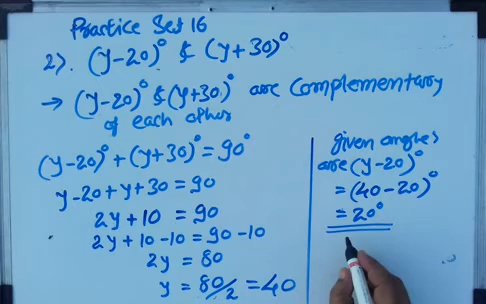 Practice Set 16
2). (y-20)° & (y+30)°
→ (y-20)° & (y+30)° are complementary
of each other
(y-20)° + (y+30)° = 90°
y-20+y+30 = 90
2y+10 = 90
2y+10-10 = 90-10
2y = 80
y = 80/2 = 40
given angles
are (y-20)°
= (40-20)°
= 20°